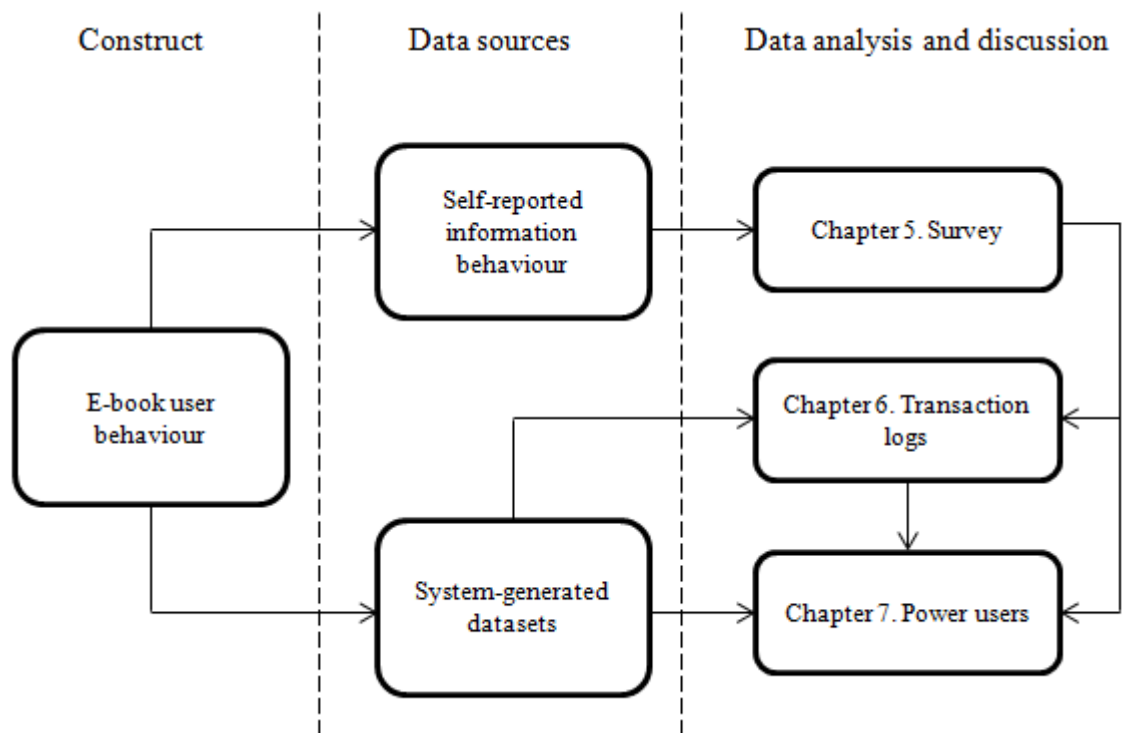 Construct
Data sources
Data analysis and discussion
Self-reported
information
behaviour
Chapter 5. Survey
E-book user
behaviour
Chapter 6. Transaction
logs
System-generated
datasets
Chapter 7. Power users